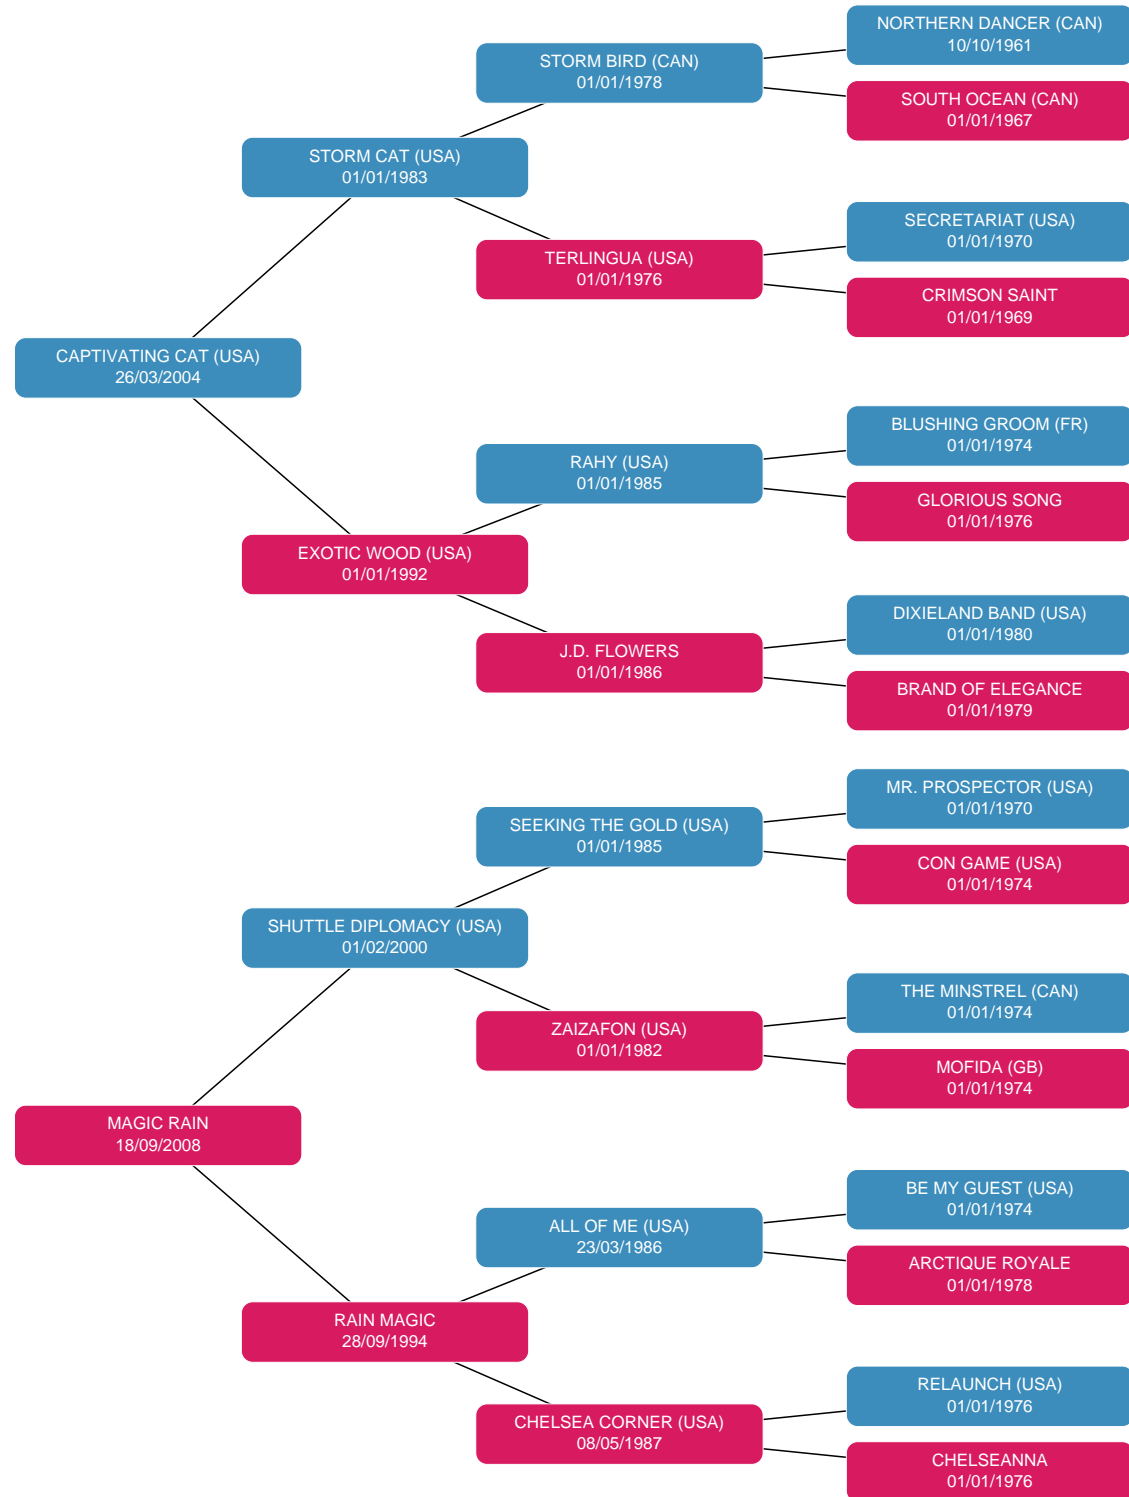 NORTHERN DANCER (CAN)
10/10/1961
STORM BIRD (CAN)
01/01/1978
SOUTH OCEAN (CAN)
01/01/1967
STORM CAT (USA)
01/01/1983
SECRETARIAT (USA)
01/01/1970
TERLINGUA (USA)
01/01/1976
CRIMSON SAINT
01/01/1969
CAPTIVATING CAT (USA)
26/03/2004
BLUSHING GROOM (FR)
01/01/1974
RAHY (USA)
01/01/1985
GLORIOUS SONG
01/01/1976
EXOTIC WOOD (USA)
01/01/1992
DIXIELAND BAND (USA)
01/01/1980
J.D. FLOWERS
01/01/1986
BRAND OF ELEGANCE
01/01/1979
MR. PROSPECTOR (USA)
01/01/1970
SEEKING THE GOLD (USA)
01/01/1985
CON GAME (USA)
01/01/1974
SHUTTLE DIPLOMACY (USA)
01/02/2000
THE MINSTREL (CAN)
01/01/1974
ZAIZAFON (USA)
01/01/1982
MOFIDA (GB)
01/01/1974
MAGIC RAIN
18/09/2008
BE MY GUEST (USA)
01/01/1974
ALL OF ME (USA)
23/03/1986
ARCTIQUE ROYALE
01/01/1978
RAIN MAGIC
28/09/1994
RELAUNCH (USA)
01/01/1976
CHELSEA CORNER (USA)
08/05/1987
CHELSEANNA
01/01/1976